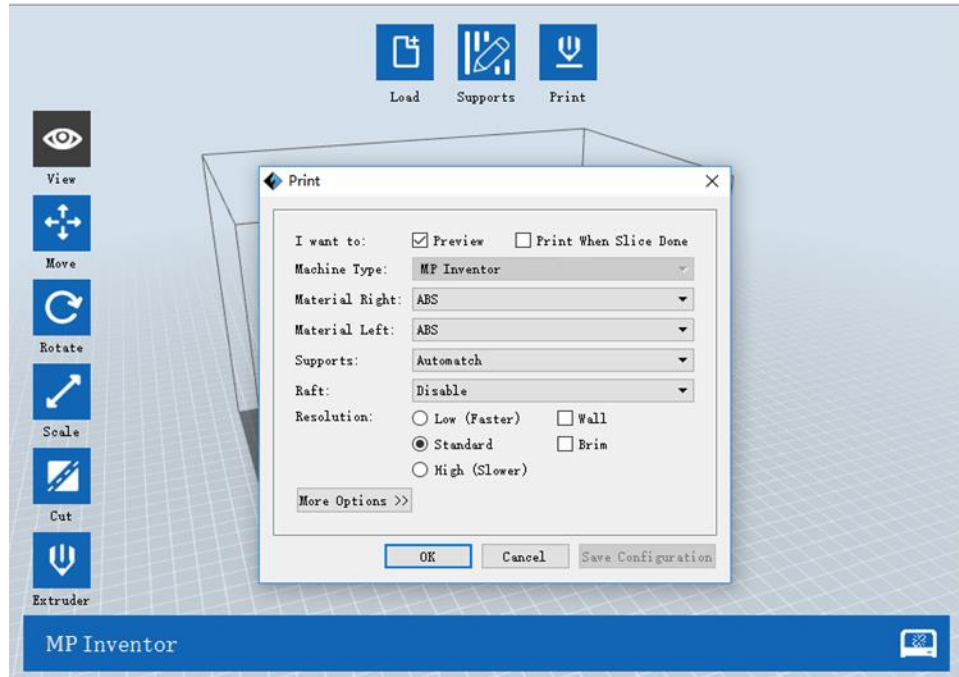 Load Supports Print
View
Move
Rotate
Scale
Cut
Extruder
Print
I want to: Preview Print When Slice Done
Machine Type: MP Inventor
Material Right: ABS
Material Left: ABS
Supports: Automatch
Raft: Disable
Resolution: Low (Faster) Wall
Standard Brim
High (Slower)
More Options >>
OK Cancel Save Configuration
MP Inventor